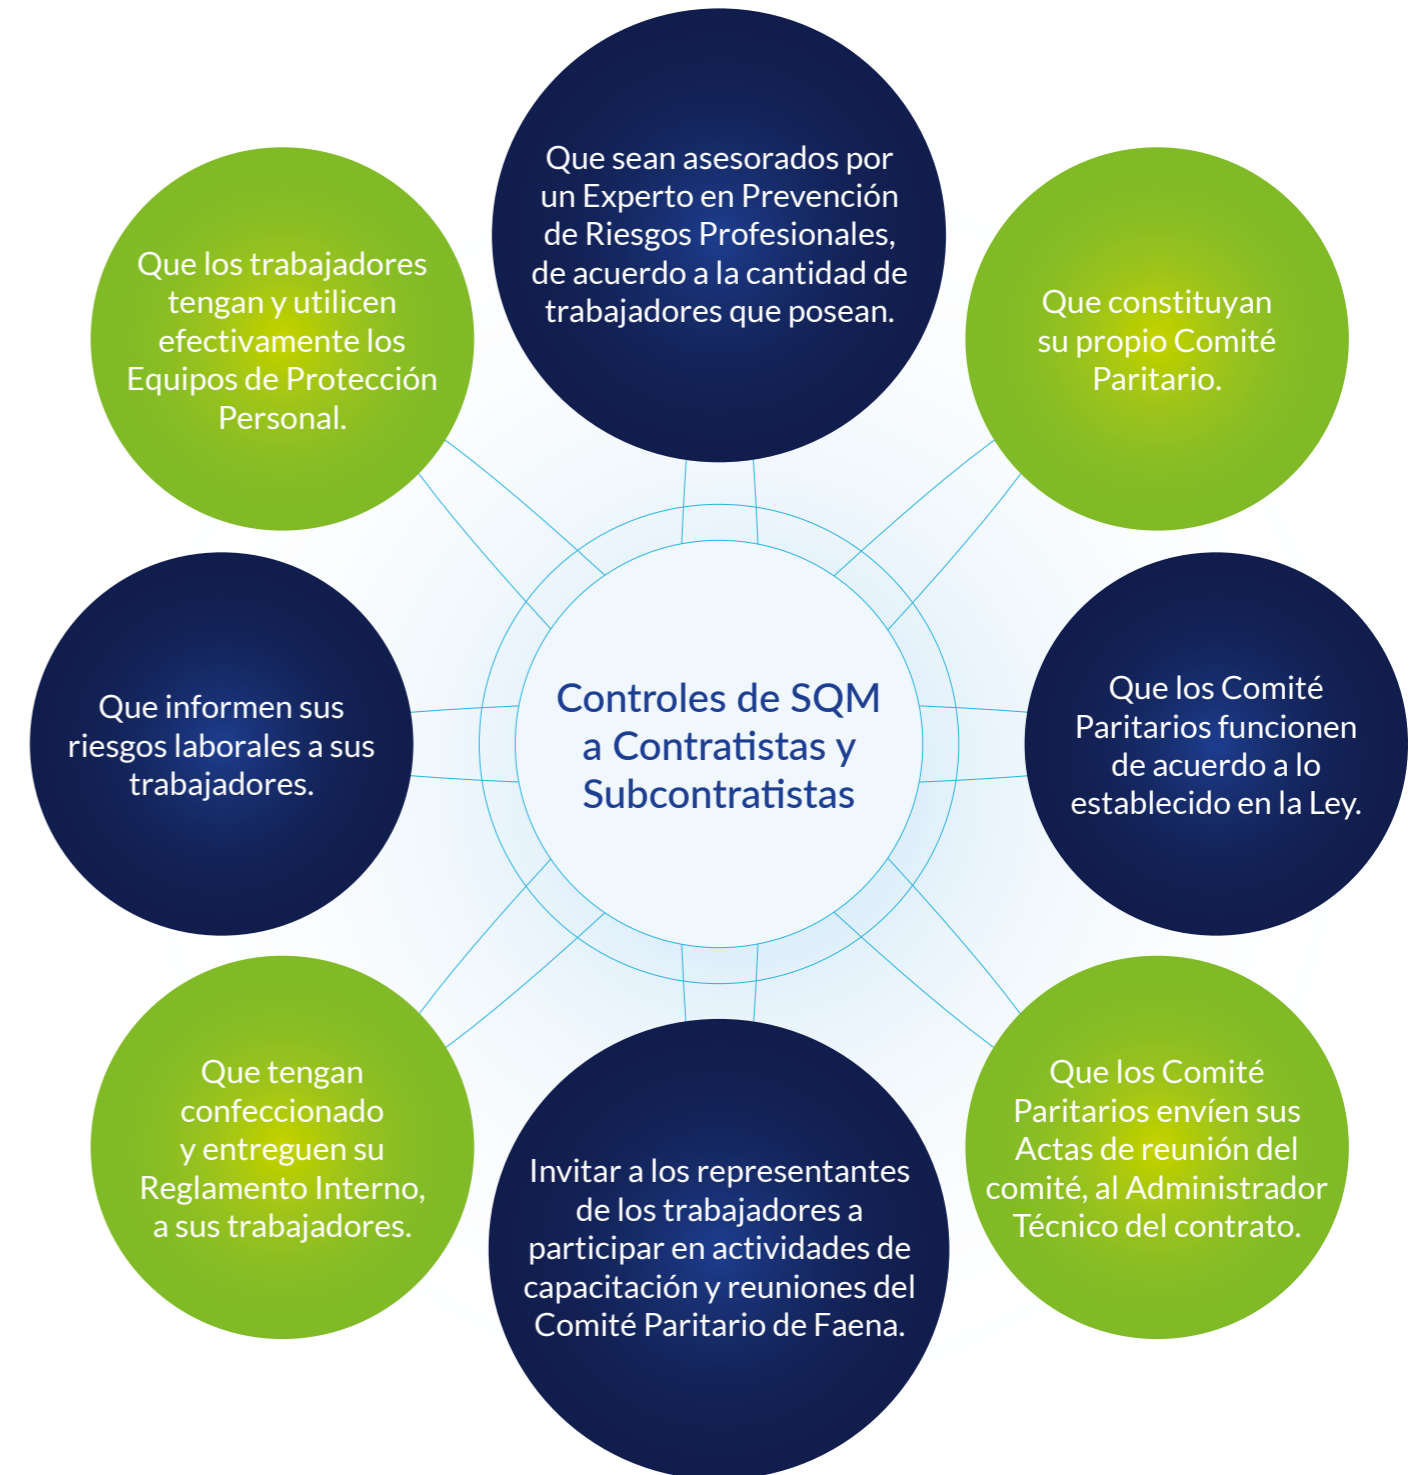 Que sean asesorados por
un Experto en Prevención
de Riesgos Profesionales,
de acuerdo a la cantidad de
trabajadores que posean.
Que constituyan
su propio Comité
Paritario.
Que los Comité
Paritarios funcionen
de acuerdo a lo
establecido en la Ley.
Que los Comité
Paritarios envíen sus
Actas de reunión del
comité, al Administrador
Técnico del contrato.
Invitar a los representantes
de los trabajadores a
participar en actividades de
capacitación y reuniones del
Comité Paritario de Faena.
Que tengan
confeccionado
y entreguen su
Reglamento Interno,
a sus trabajadores.
Que informen sus
riesgos laborales a sus
trabajadores.
Que los trabajadores
tengan y utilicen
efectivamente los
Equipos de Protección
Personal.
Controles de SQM
a Contratistas y
Subcontratistas